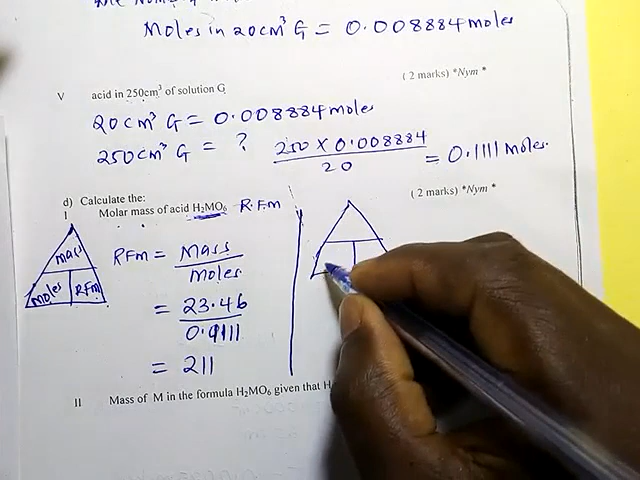 Moles in 20cm³ G = 0.008884 moles
(2 marks) *Nym *
V acid in 250cm³ of solution G
20cm³ G = 0.008884 moles
250cm³ G = ? 250 X 0.008884
20
= 0.1111 moles.
d) Calculate the:
(2 marks) *Nym *
I Molar mass of acid H₂MO₆ R.F.m
mass
moles RFm
RFm = Mass
moles
= 23.46
0.1111
= 211
II Mass of M in the formula H₂MO₆ given that